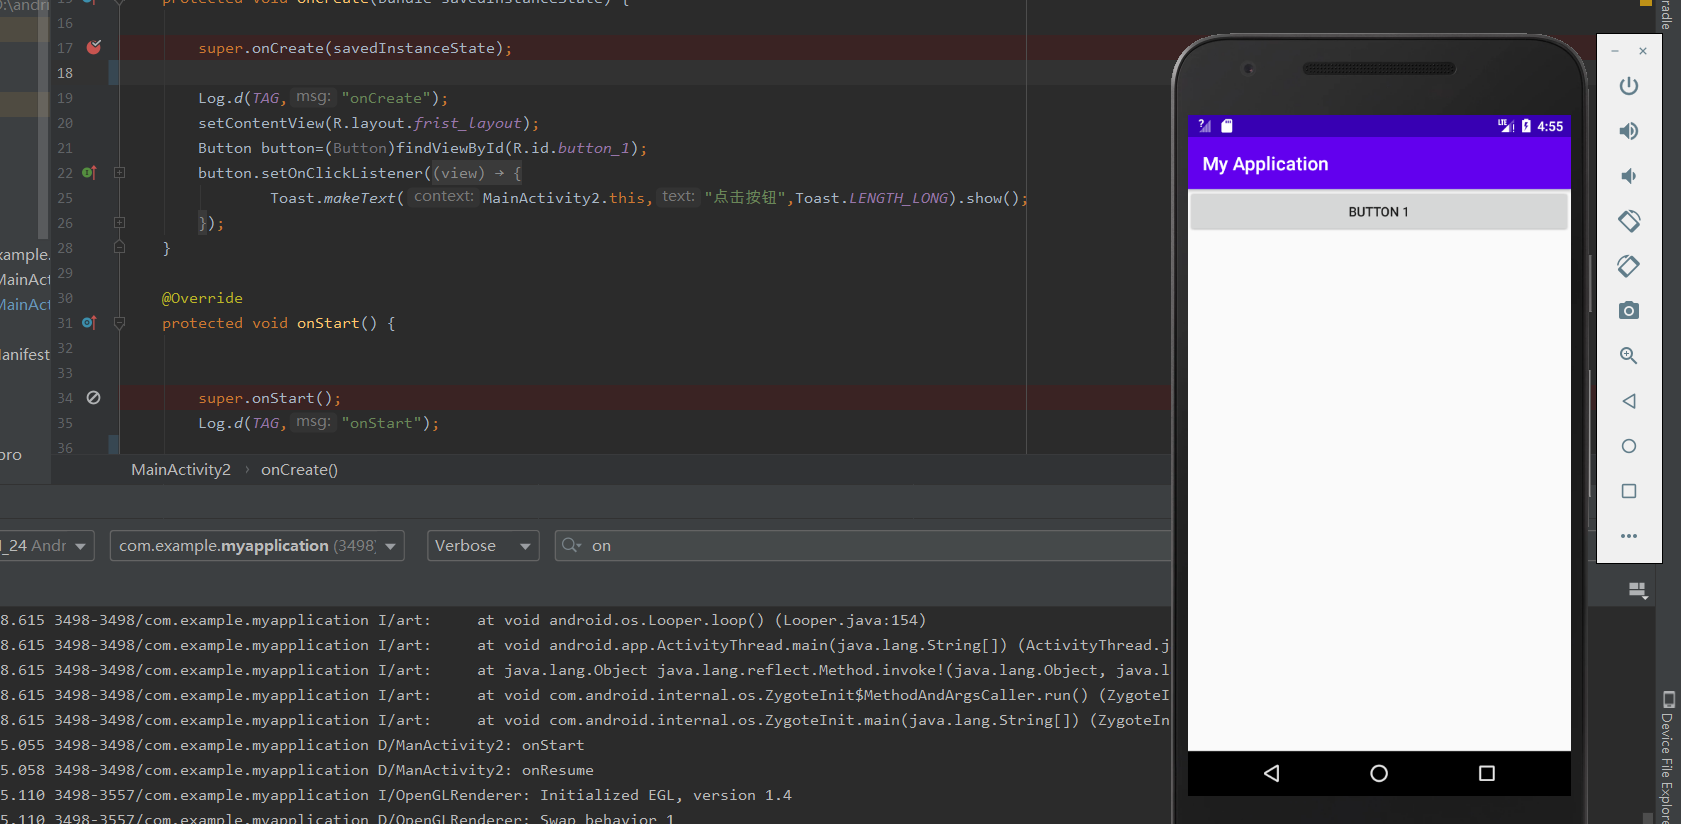 D:\andri
15 protected void onCreate(Bundle savedInstanceState) {
16
17 super.onCreate(savedInstanceState);
18
19 Log.d(TAG, msg: "onCreate");
20 setContentView(R.layout.frist_layout);
21 Button button=(Button)findViewById(R.id.button_1);
22 button.setOnClickListener((view) → {
25 Toast.makeText( context: MainActivity2.this, text: "点击按钮",Toast.LENGTH_LONG).show();
26 });
28 }
29
30 @Override
31 protected void onStart() {
32
33
34 super.onStart();
35 Log.d(TAG, msg: "onStart");
36
xample.
MainAct
MainAct
Manifest
pro
MainActivity2 › onCreate()
_24 Andr
com.example.myapplication (3498)
Verbose
on
8.615 3498-3498/com.example.myapplication I/art: at void android.os.Looper.loop() (Looper.java:154)
8.615 3498-3498/com.example.myapplication I/art: at void android.app.ActivityThread.main(java.lang.String[]) (ActivityThread.j
8.615 3498-3498/com.example.myapplication I/art: at java.lang.Object java.lang.reflect.Method.invoke!(java.lang.Object, java.l
8.615 3498-3498/com.example.myapplication I/art: at void com.android.internal.os.ZygoteInit$MethodAndArgsCaller.run() (ZygoteI
8.615 3498-3498/com.example.myapplication I/art: at void com.android.internal.os.ZygoteInit.main(java.lang.String[]) (ZygoteIn
5.055 3498-3498/com.example.myapplication D/ManActivity2: onStart
5.058 3498-3498/com.example.myapplication D/ManActivity2: onResume
5.110 3498-3557/com.example.myapplication I/OpenGLRenderer: Initialized EGL, version 1.4
5.110 3498-3557/com.example.myapplication D/OpenGLRenderer: Swap behavior 1
LTE 4:55
My Application
BUTTON 1
radle
Device File Explore